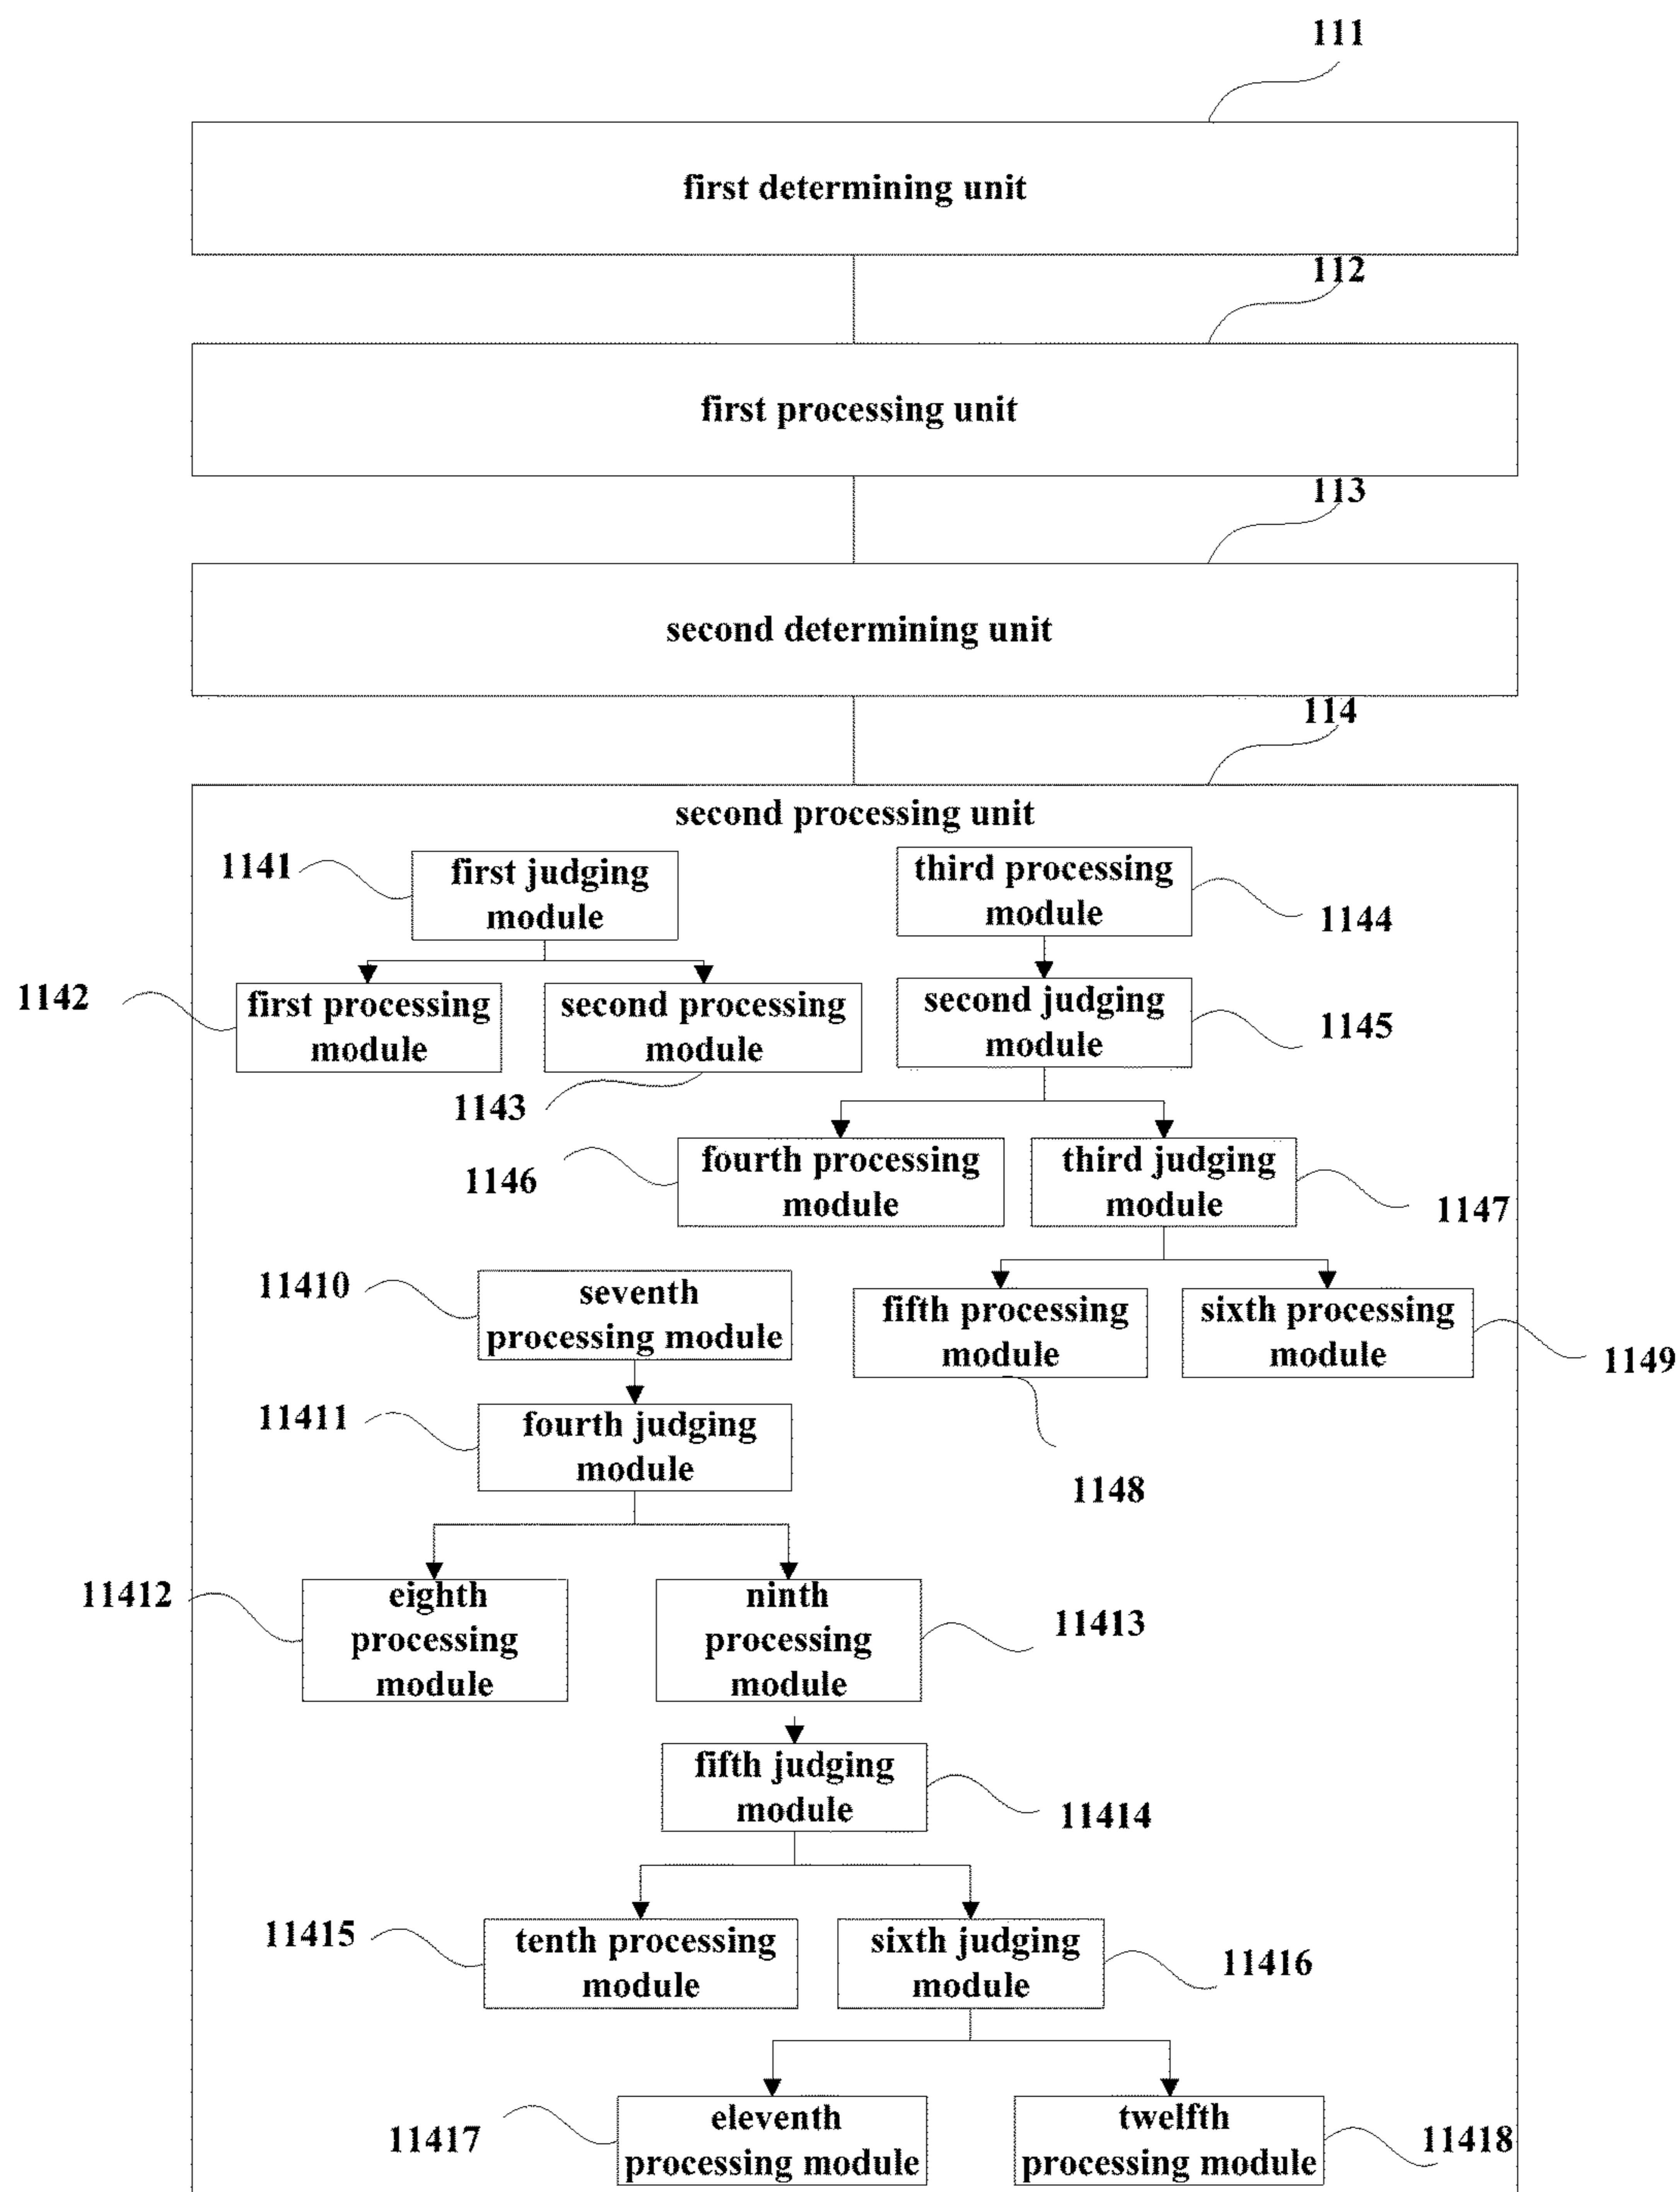 111
first determining unit
112
first processing unit
113
second determining unit
114
second processing unit
1141
first judging
module
third processing
module
1144
1142
first processing
module
second processing
module
1143
second judging
module
1145
1146
fourth processing
module
third judging
module
1147
11410
seventh
processing module
fifth processing
module
sixth processing
module
1149
1148
11411
fourth judging
module
11412
eighth
processing
module
ninth
processing
module
11413
fifth judging
module
11414
11415
tenth processing
module
sixth judging
module
11416
11417
eleventh
processing module
twelfth
processing module
11418